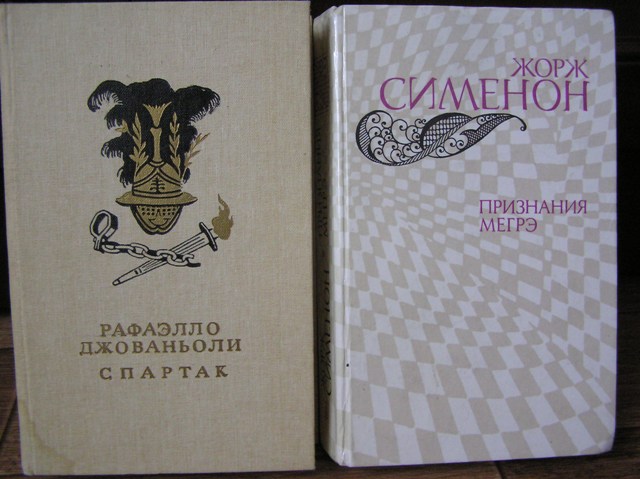 РАФАЭЛЛО
ДЖОВАНЬОЛИ
СПАРТАК
ЖОРЖ
СИМЕНОН
ПРИЗНАНИЯ
МЕГРЭ